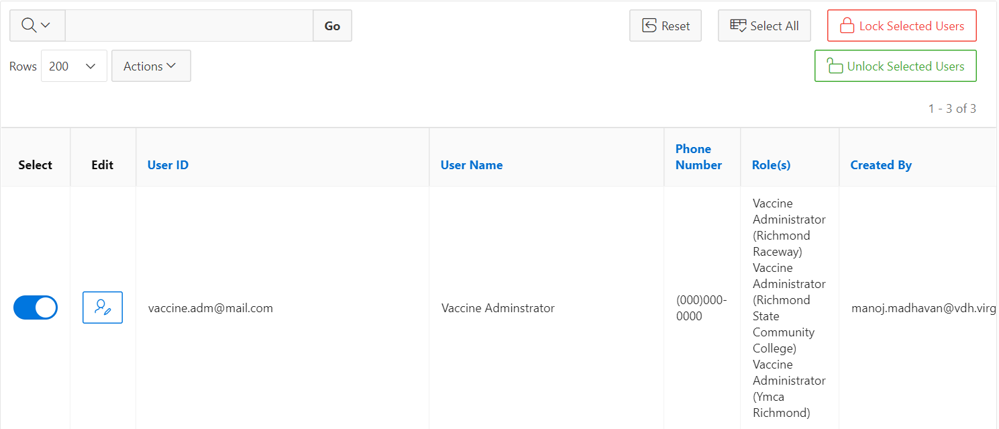 Go
Reset
Select All
Lock Selected Users
Rows
200
Actions
Unlock Selected Users
1 - 3 of 3
Select
Edit
User ID
User Name
Phone
Number
Role(s)
Created By
vaccine.adm@mail.com
Vaccine Adminstrator
(000)000-
0000
Vaccine
Administrator
(Richmond
Raceway)
Vaccine
Administrator
(Richmond
State
Community
College)
Vaccine
Administrator
(Ymca
Richmond)
manoj.madhavan@vdh.virg